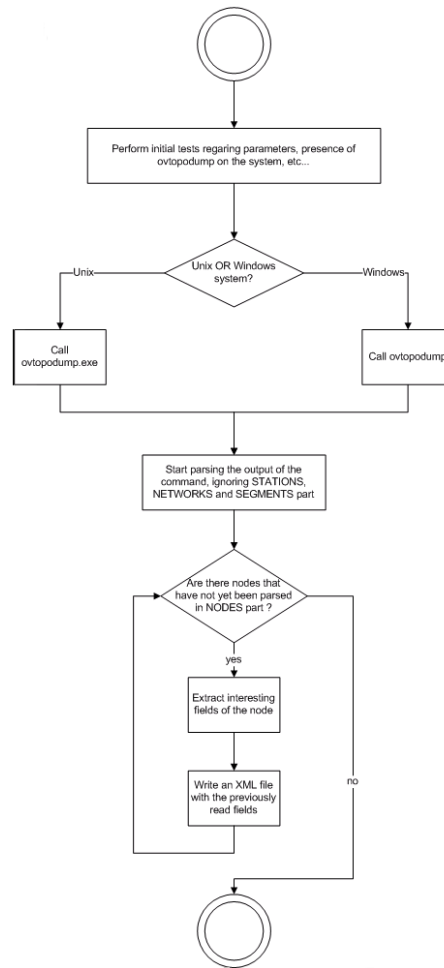 Perform initial tests regaring parameters, presence of
ovtopodump on the system, etc...
Unix OR Windows
system?
Unix
Windows
Call
ovtopodump.exe
Call ovtopodump
Start parsing the output of the
command, ignoring STATIONS,
NETWORKS and SEGMENTS part
Are there nodes that
have not yet been parsed
in NODES part ?
yes
Extract interesting
fields of the node
Write an XML file
with the previously
read fields
no